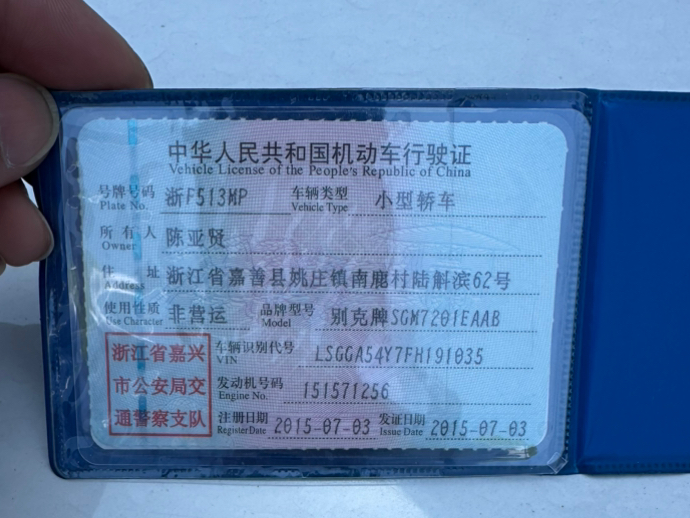 中华人民共和国机动车行驶证
Vehicle License of the People's Republic of China
号牌号码 浙F513MP 车辆类型 小型轿车
Plate No. Vehicle Type
所有人 陈亚贤
Owner
住址 浙江省嘉善县姚庄镇南鹿村陆斛滨62号
Address
使用性质 非营运 品牌型号 别克牌SGM7201EAAB
Use Character Model
浙江省嘉兴
市公安局交
通警察支队
车辆识别代号 LSGGA54Y7FH191035
VIN
发动机号码 151571256
Engine No.
注册日期 2015-07-03 发证日期 2015-07-03
Register Date Issue Date